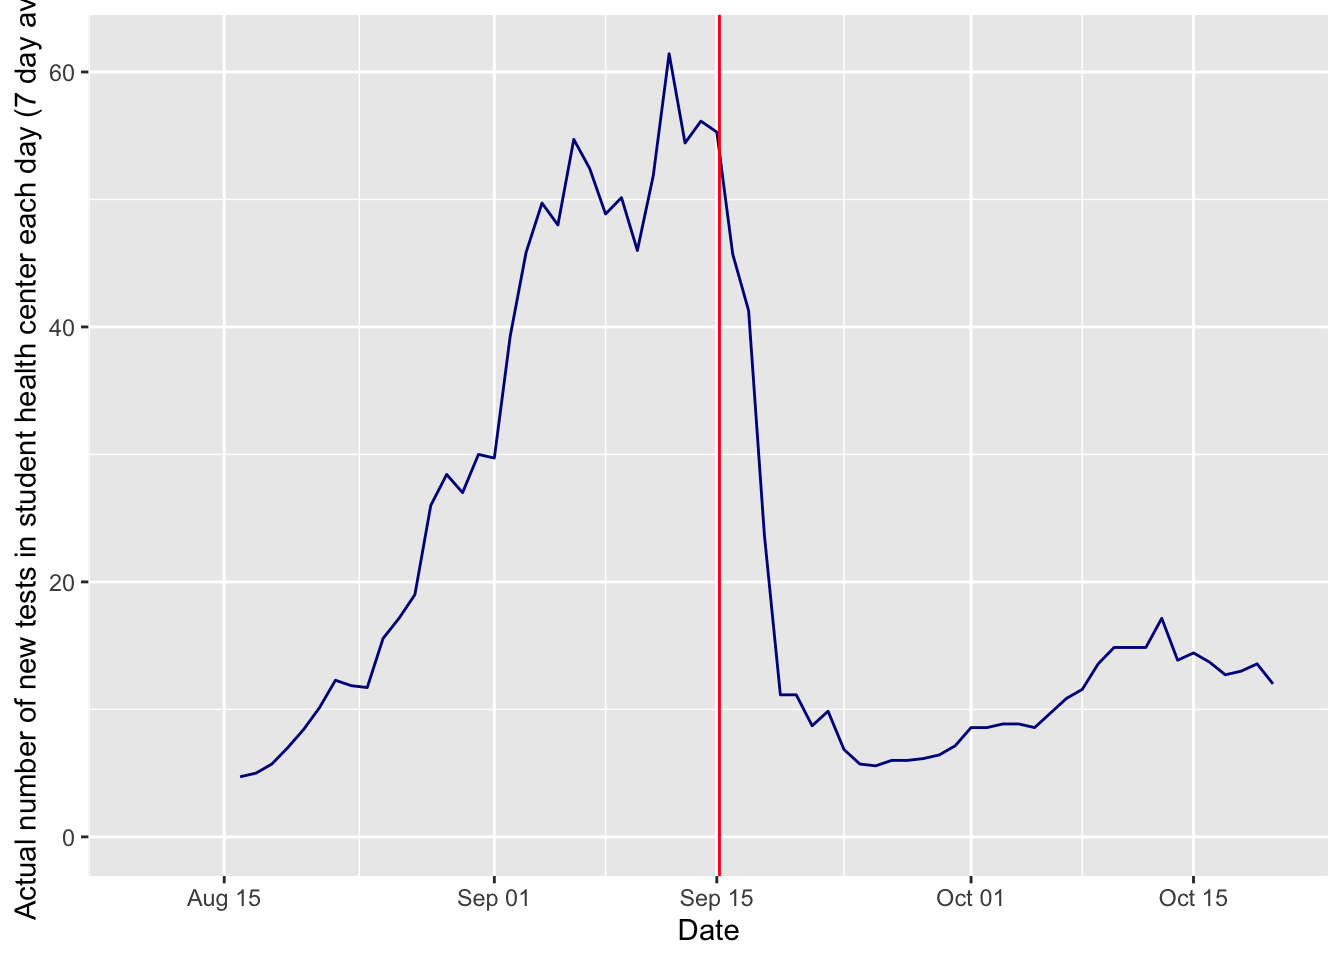 Actual number of new tests in student health center each day (7 day av
60
40
20
0
Aug 15
Sep 01
Sep 15
Oct 01
Oct 15
Date